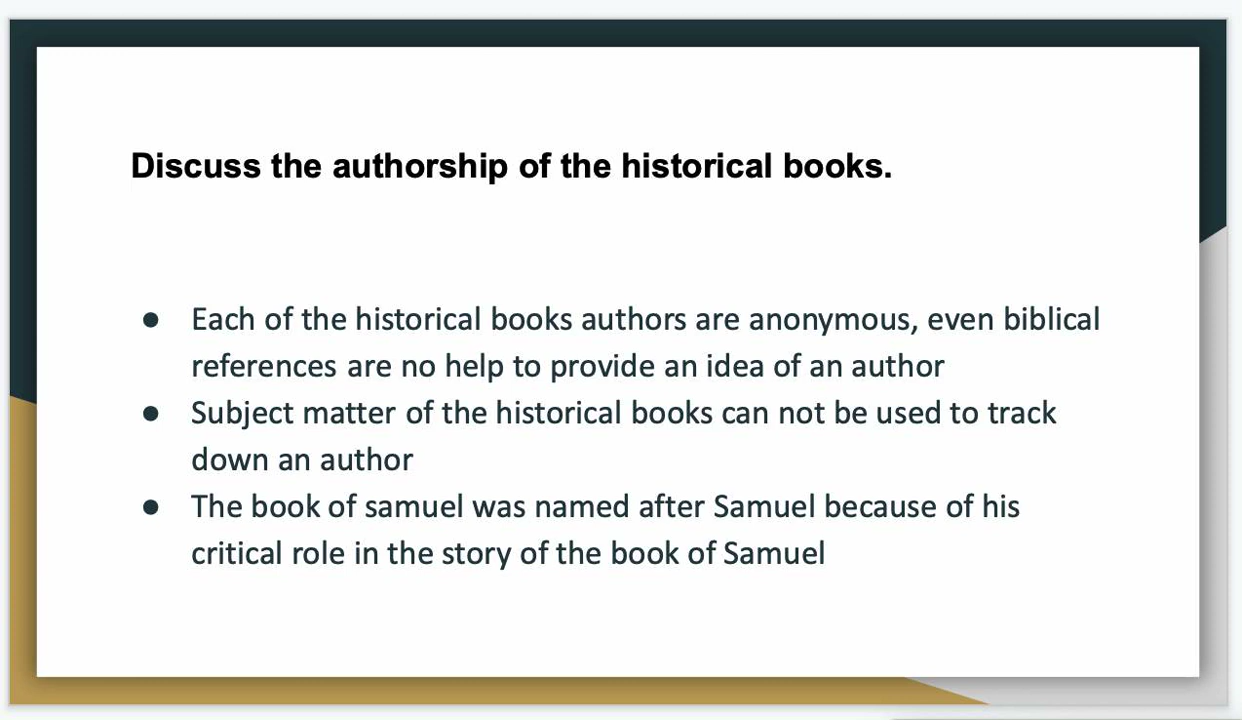 Discuss the authorship of the historical books.
● Each of the historical books authors are anonymous, even biblical
references are no help to provide an idea of an author
● Subject matter of the historical books can not be used to track
down an author
● The book of samuel was named after Samuel because of his
critical role in the story of the book of Samuel